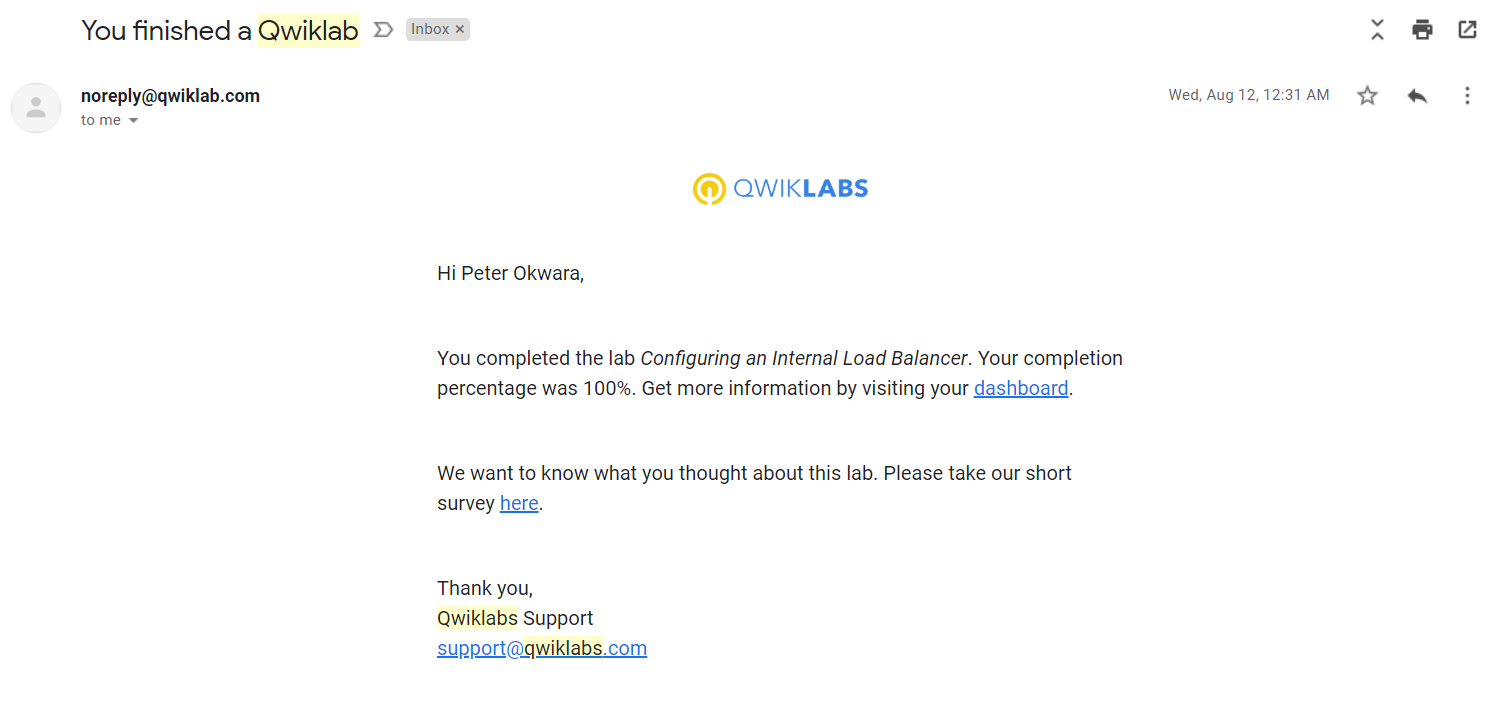 You finished a Qwiklab
Inbox ×
noreply@qwiklab.com
Wed, Aug 12, 12:31 AM
to me
QWIKLABS
Hi Peter Okwara,
You completed the lab Configuring an Internal Load Balancer. Your completion
percentage was 100%. Get more information by visiting your dashboard.
We want to know what you thought about this lab. Please take our short
survey here.
Thank you,
Qwiklabs Support
support@qwiklabs.com